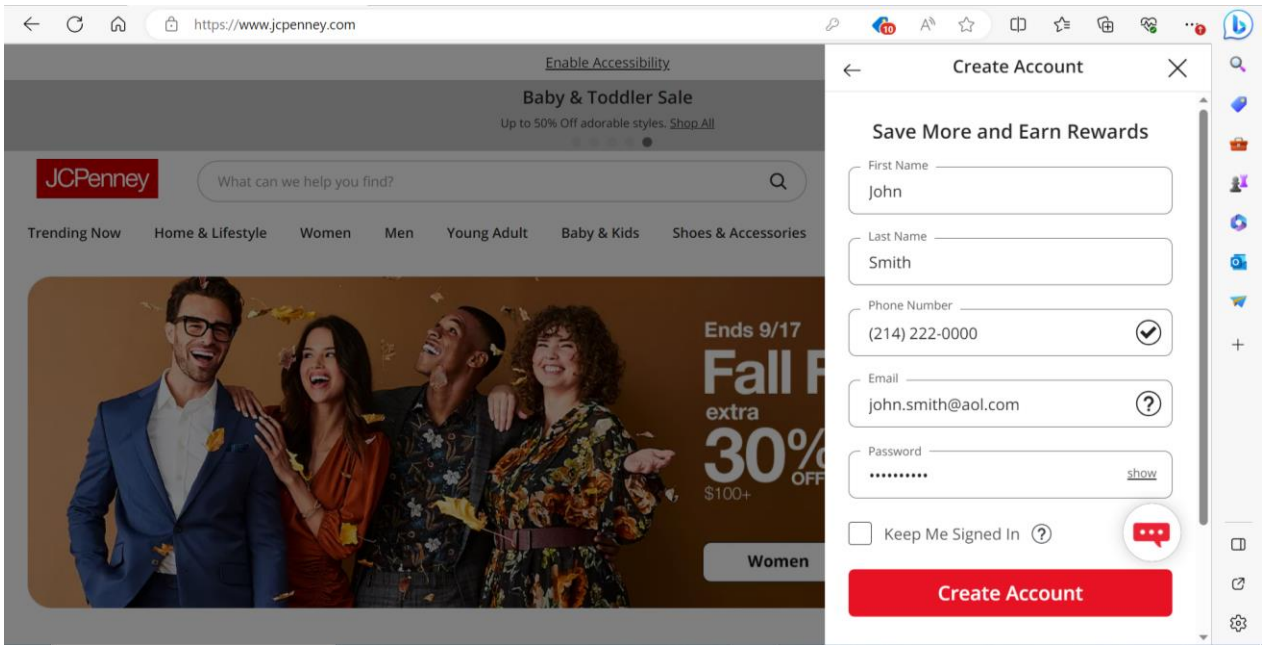 https://www.jcpenney.com
10
Enable Accessibility
Baby & Toddler Sale
Up to 50% Off adorable styles. Shop All
JCPenney
What can we help you find?
Trending Now Home & Lifestyle Women Men Young Adult Baby & Kids Shoes & Accessories
Ends 9/17
Fall F
extra
30%
OFF
$100+
Women
Create Account
Save More and Earn Rewards
First Name
John
Last Name
Smith
Phone Number
(214) 222-0000
Email
john.smith@aol.com
Password
•••••••••• show
Keep Me Signed In
Create Account